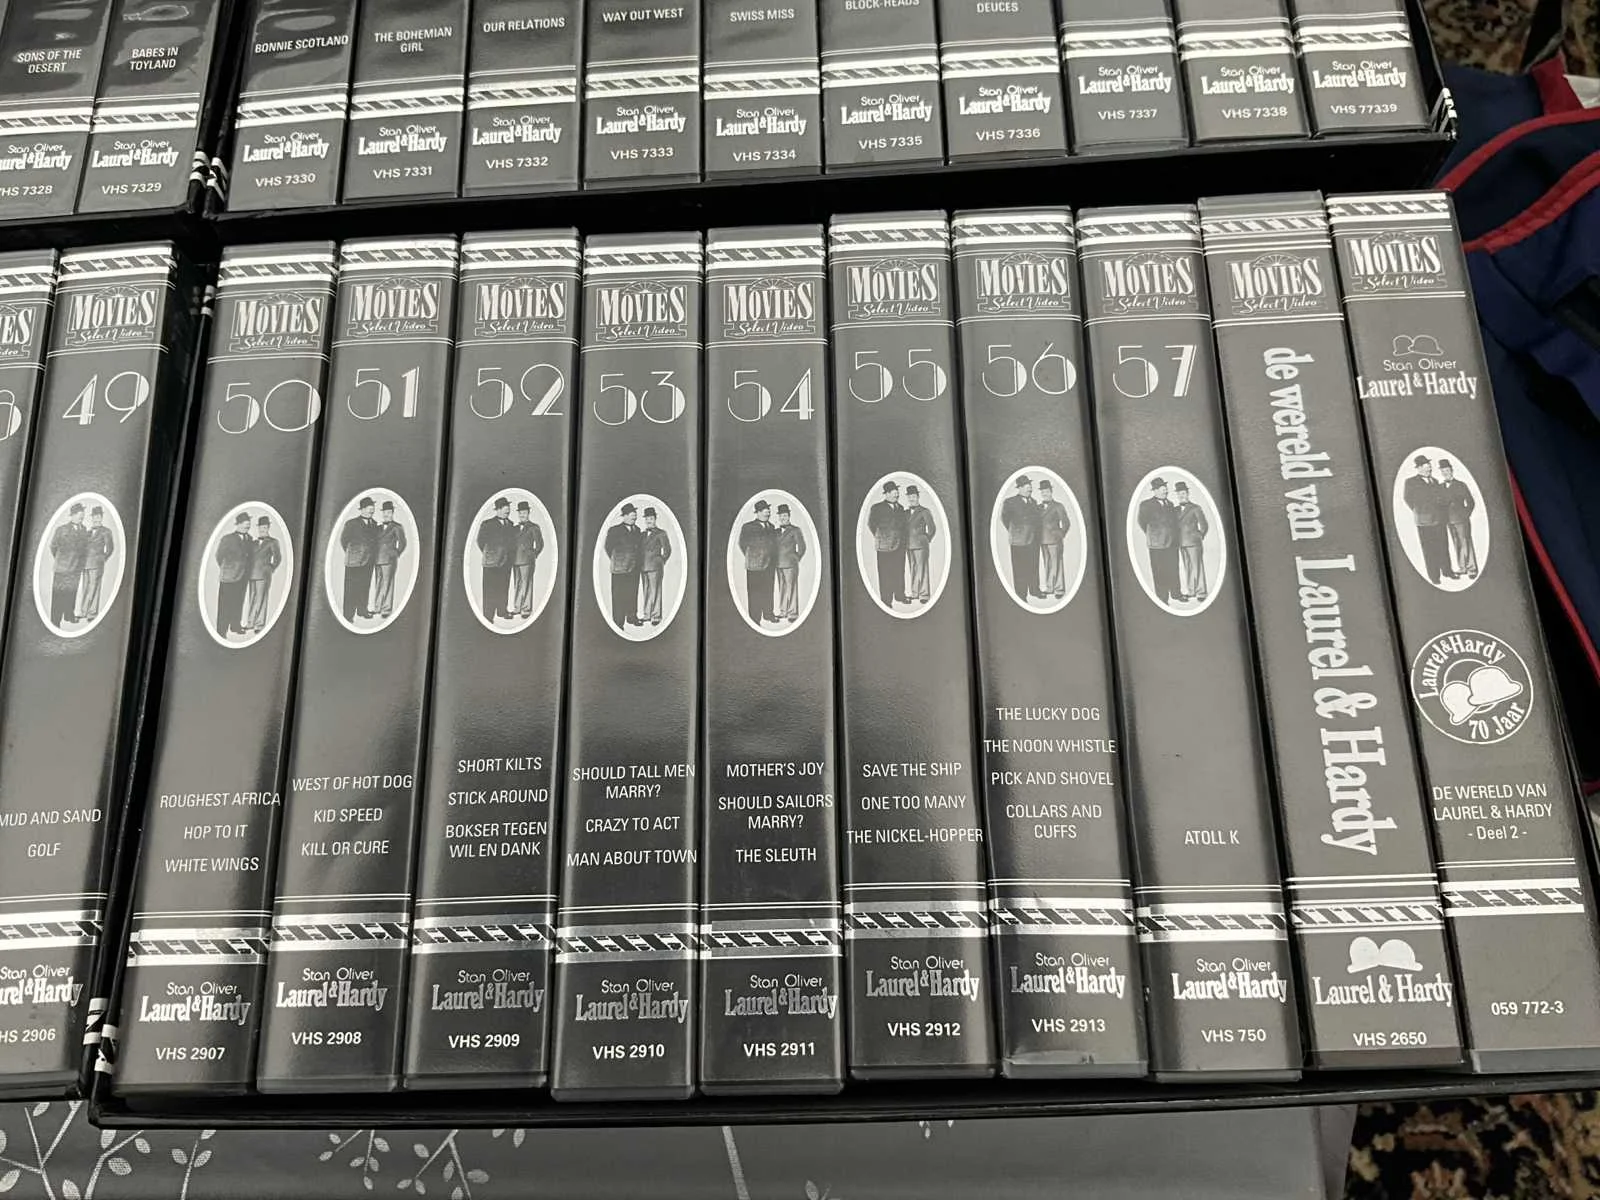 SONS OF THE
DESERT
Stan Oliver
Laurel & Hardy
VHS 7328
BABES IN
TOYLAND
Stan Oliver
Laurel & Hardy
VHS 7329
BONNIE SCOTLAND
Stan Oliver
Laurel & Hardy
VHS 7330
THE BOHEMIAN
GIRL
Stan Oliver
Laurel & Hardy
VHS 7331
OUR RELATIONS
Stan Oliver
Laurel & Hardy
VHS 7332
WAY OUT WEST
Stan Oliver
Laurel & Hardy
VHS 7333
SWISS MISS
Stan Oliver
Laurel & Hardy
VHS 7334
BLOCK-HEADS
Stan Oliver
Laurel & Hardy
VHS 7335
DEUCES
Stan Oliver
Laurel & Hardy
VHS 7336
Stan Oliver
Laurel & Hardy
VHS 7337
Stan Oliver
Laurel & Hardy
VHS 7338
Stan Oliver
Laurel & Hardy
VHS 77339
MOVIES
Select Video
49
MUD AND SAND
GOLF
Stan Oliver
Laurel & Hardy
VHS 2906
MOVIES
Select Video
50
ROUGHEST AFRICA
HOP TO IT
WHITE WINGS
Stan Oliver
Laurel & Hardy
VHS 2907
MOVIES
Select Video
51
WEST OF HOT DOG
KID SPEED
KILL OR CURE
Stan Oliver
Laurel & Hardy
VHS 2908
MOVIES
Select Video
52
SHORT KILTS
STICK AROUND
BOKSER TEGEN
WIL EN DANK
Stan Oliver
Laurel & Hardy
VHS 2909
MOVIES
Select Video
53
SHOULD TALL MEN
MARRY?
CRAZY TO ACT
MAN ABOUT TOWN
Stan Oliver
Laurel & Hardy
VHS 2910
MOVIES
Select Video
54
MOTHER'S JOY
SHOULD SAILORS
MARRY?
THE SLEUTH
Stan Oliver
Laurel & Hardy
VHS 2911
MOVIES
Select Video
55
SAVE THE SHIP
ONE TOO MANY
THE NICKEL-HOPPER
Stan Oliver
Laurel & Hardy
VHS 2912
MOVIES
Select Video
56
THE LUCKY DOG
THE NOON WHISTLE
PICK AND SHOVEL
COLLARS AND
CUFFS
Stan Oliver
Laurel & Hardy
VHS 2913
MOVIES
Select Video
57
ATOLL K
Stan Oliver
Laurel & Hardy
VHS 750
MOVIES
Select Video
de wereld van Laurel & Hardy
Laurel & Hardy
VHS 2650
MOVIES
Select Video
Stan Oliver
Laurel & Hardy
Laurel & Hardy
70 Jaar
DE WERELD VAN
LAUREL & HARDY
- Deel 2 -
059 772-3